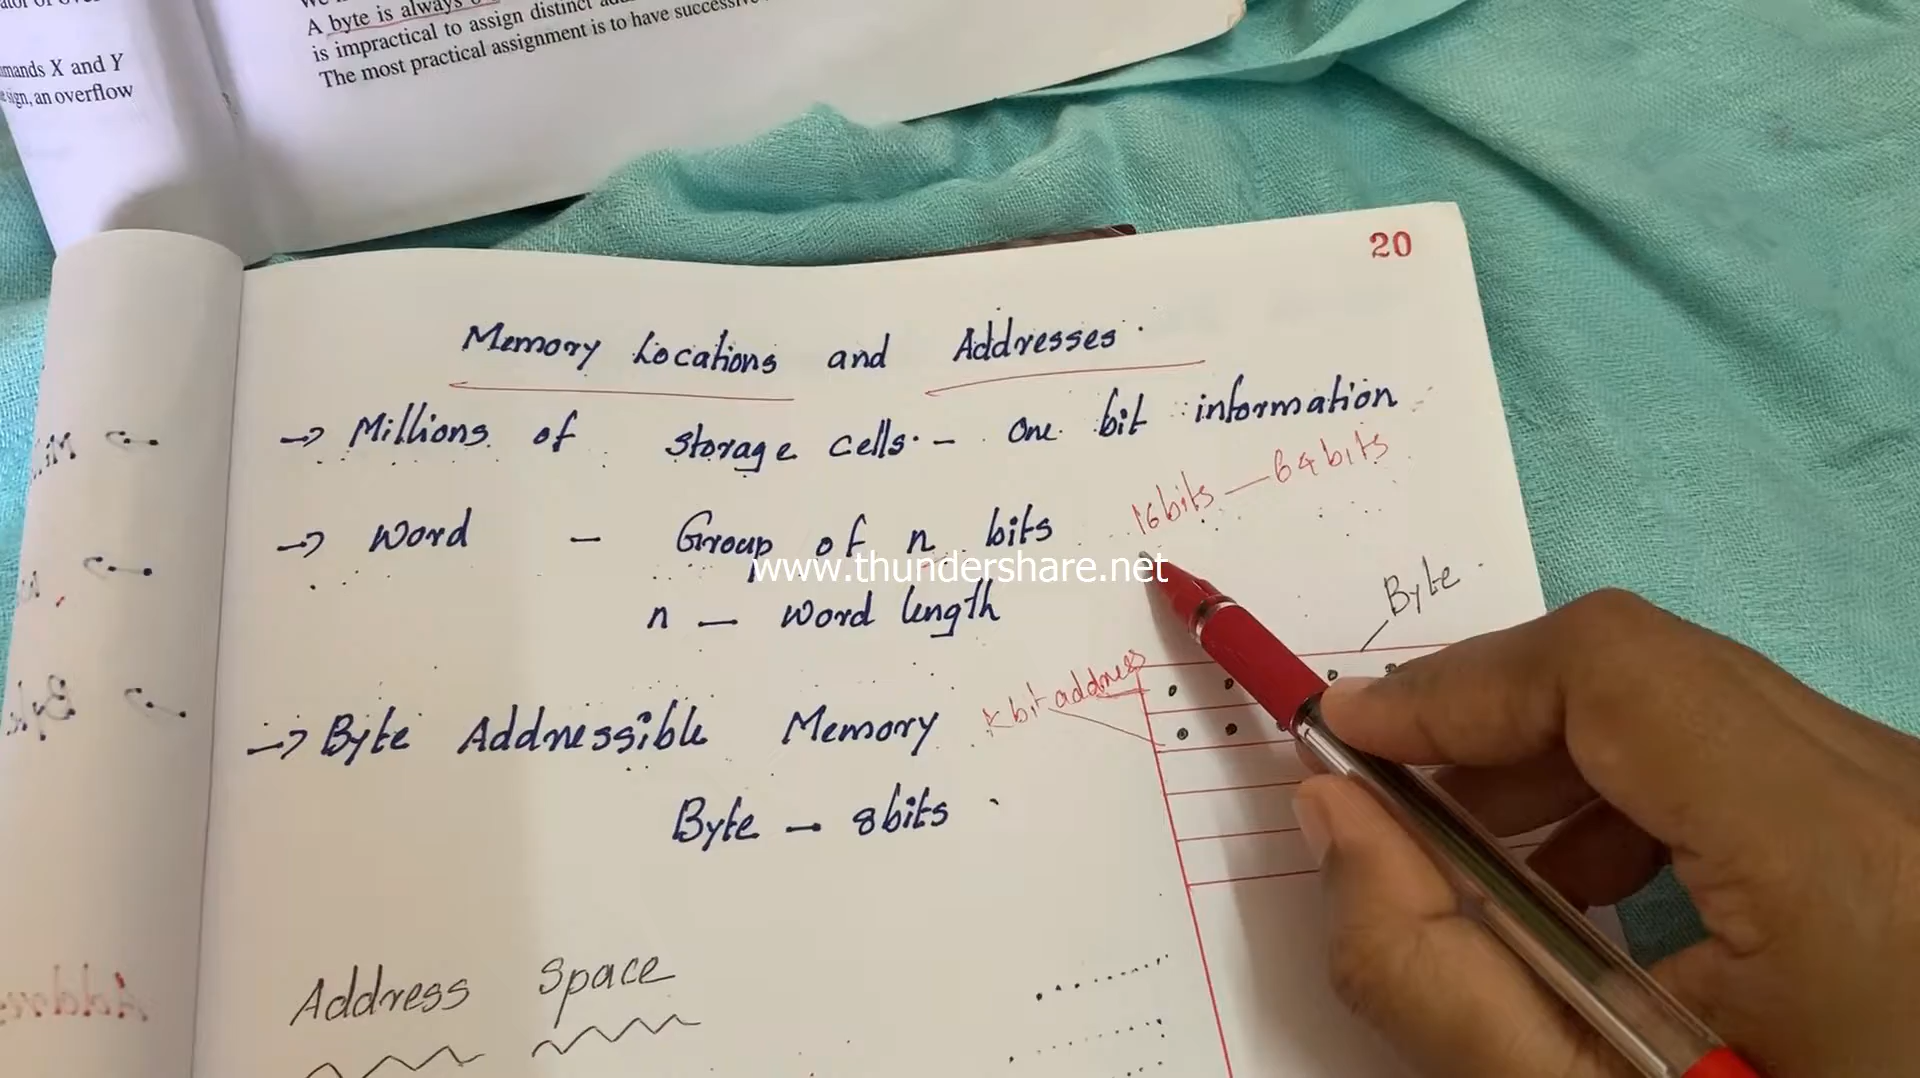 A byte is always
is impractical to assign distinct
The most practical assignment is to have successive
mands X and Y
sign, an overflow
20
Memory Locations and Addresses.
→ Millions of storage cells. – one bit information
→ Word – Group of n bits 16bits — 64bits
www.thundershare.net
n – Word length
Byte
k bit address
→ Byte Addressible Memory
Byte – 8bits
Address Space